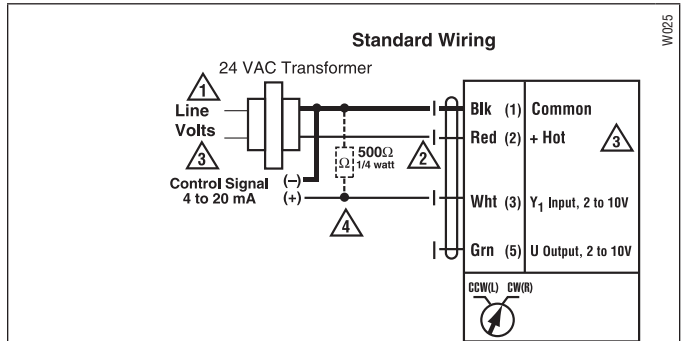 W025
Standard Wiring
24 VAC Transformer
1
Line
Volts
3
Control Signal
4 to 20 mA
(–)
(+)
Ω
500Ω
1/4 watt
2
4
Blk (1) Common
Red (2) + Hot
3
Wht (3) Y₁ Input, 2 to 10V
Grn (5) U Output, 2 to 10V
CCW(L) CW(R)